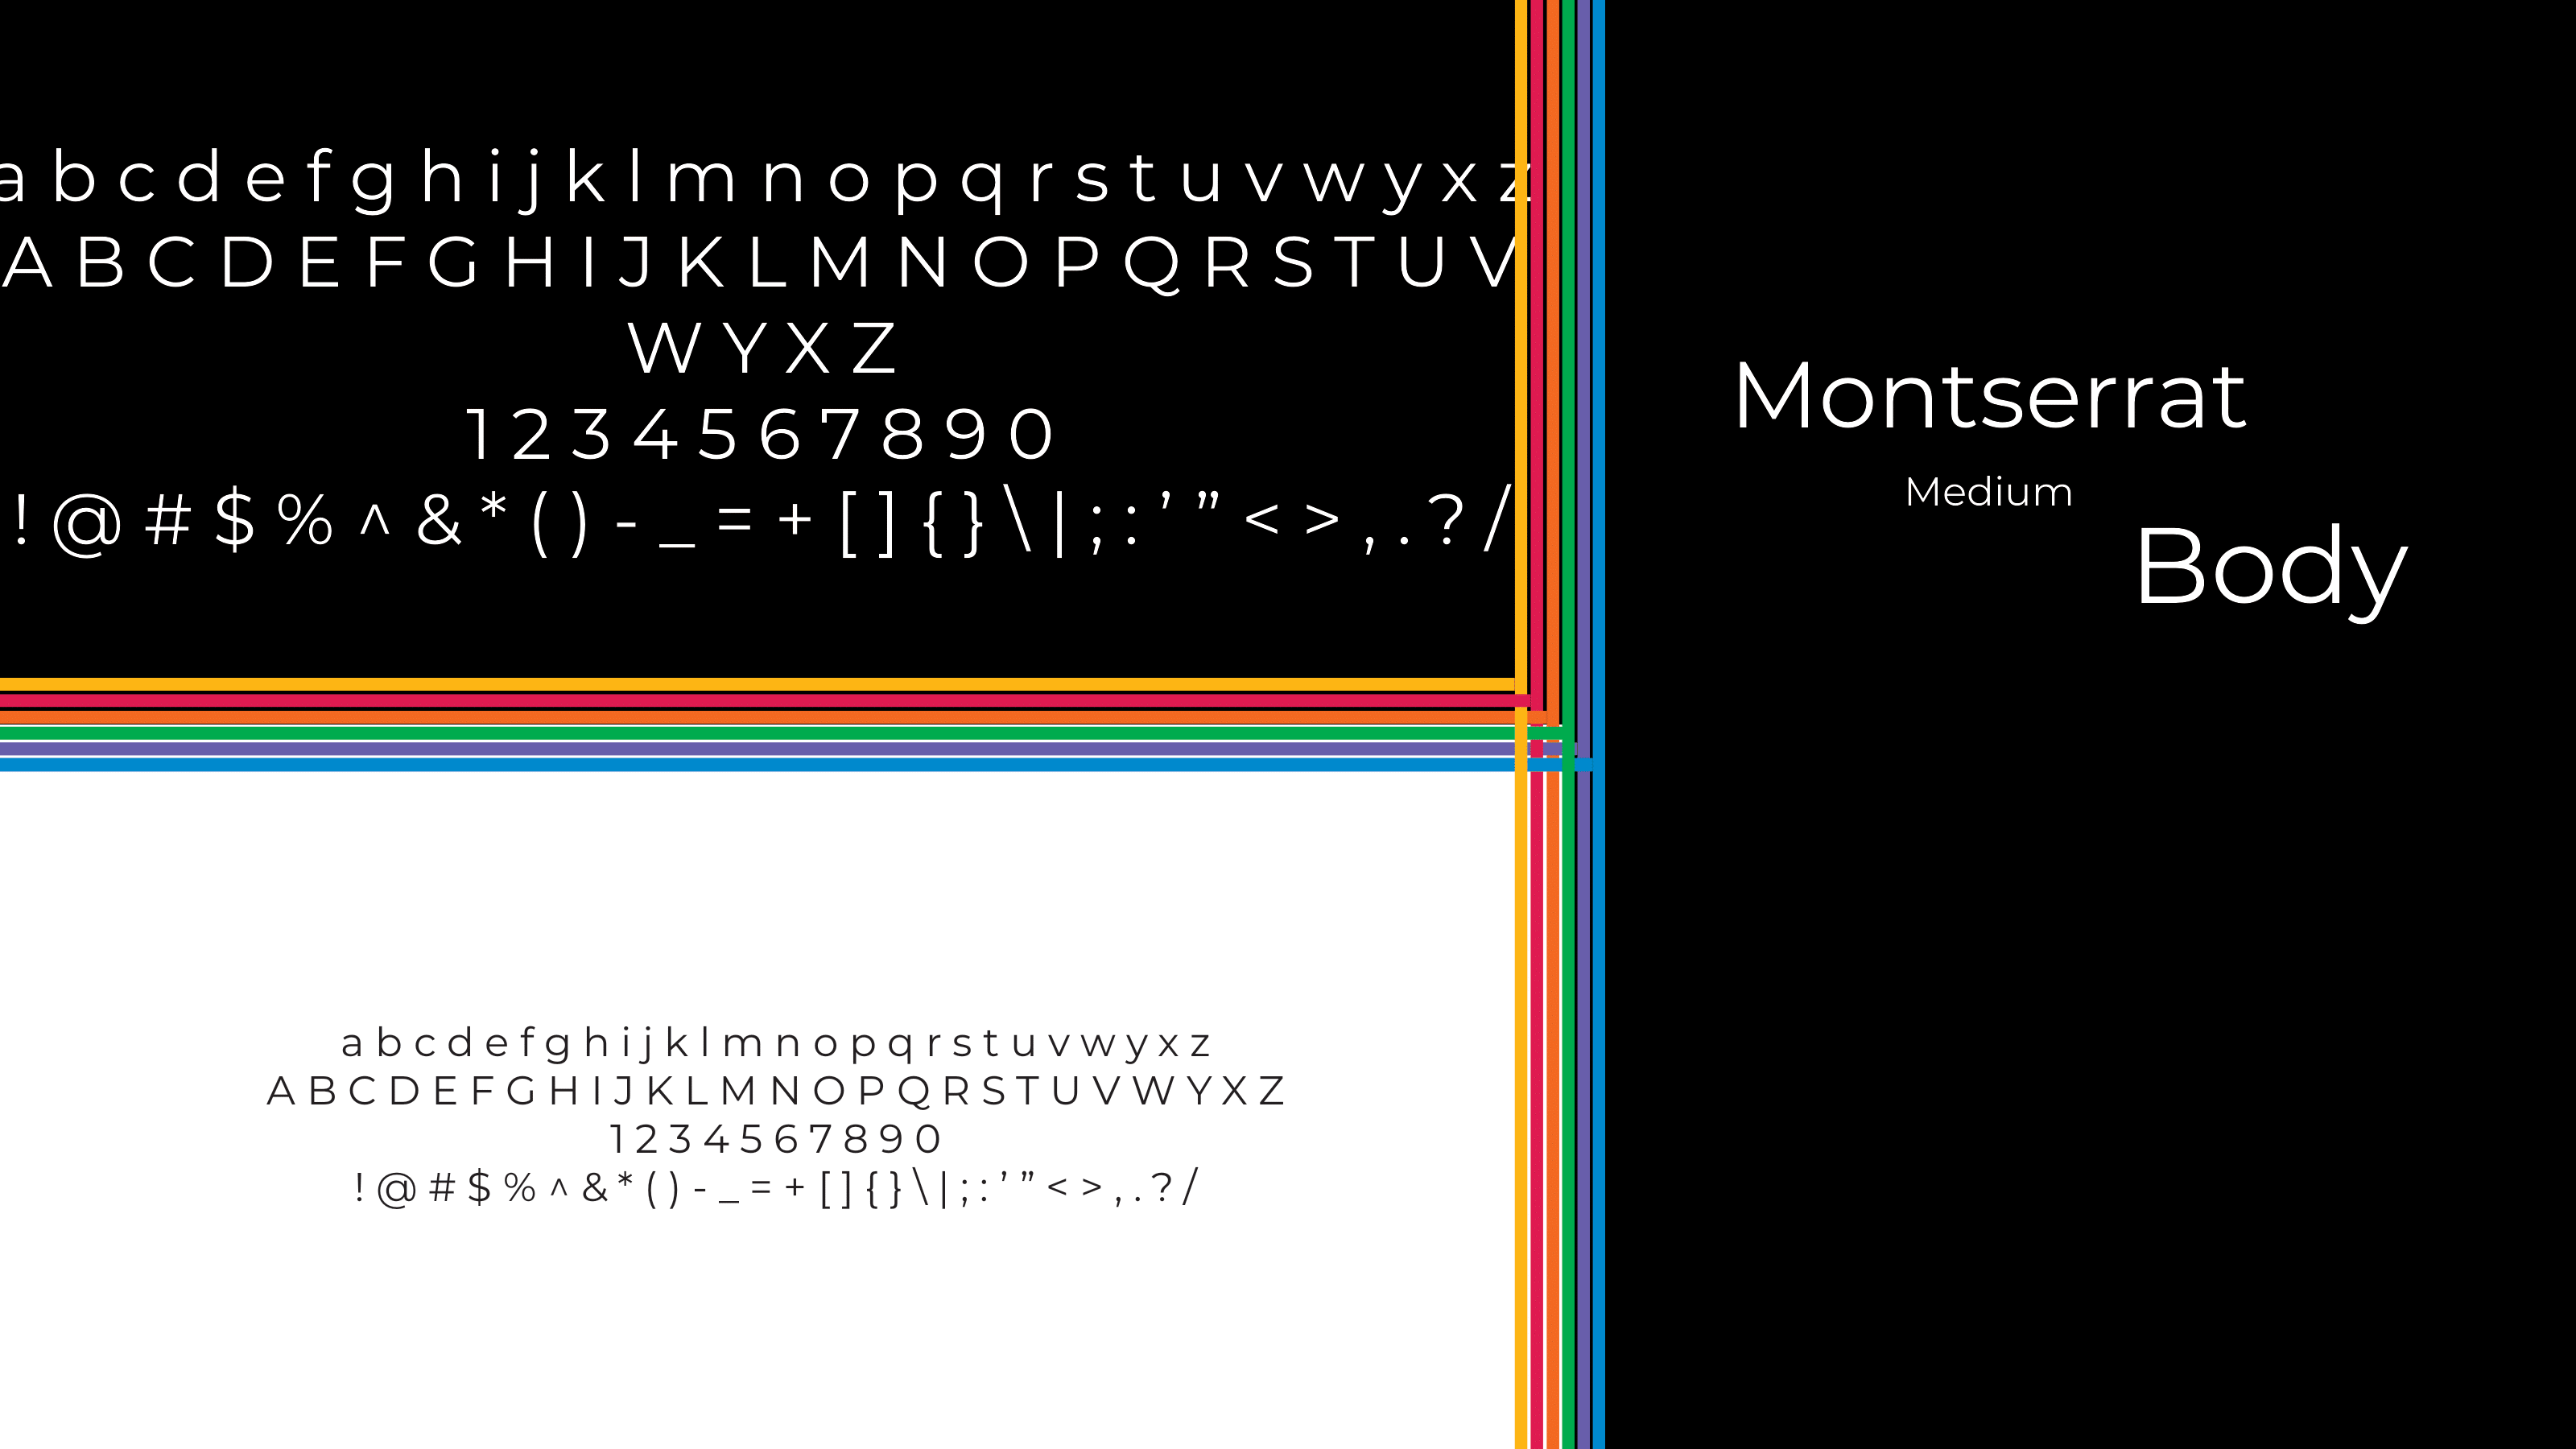 a b c d e f g h i j k l m n o p q r s t u v w y x z
A B C D E F G H I J K L M N O P Q R S T U V
W Y X Z
1 2 3 4 5 6 7 8 9 0
! @ # $ % ^ & * ( ) - _ = + [ ] { } \ | ; : ’ ” < > , . ? /
Montserrat
Medium
Body
a b c d e f g h i j k l m n o p q r s t u v w y x z
A B C D E F G H I J K L M N O P Q R S T U V W Y X Z
1 2 3 4 5 6 7 8 9 0
! @ # $ % ^ & * ( ) - _ = + [ ] { } \ | ; : ’ ” < > , . ? /